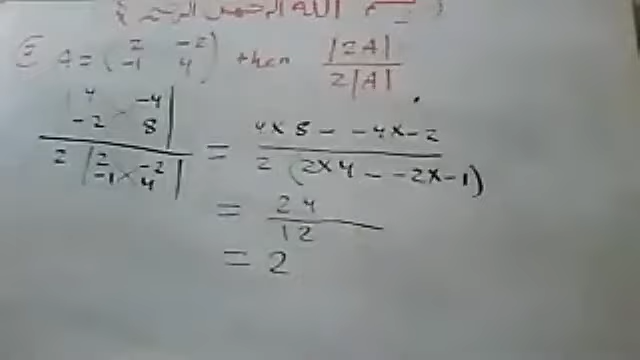 بسم الله الرحمن الرحيم
A = ( 2 -2 -1 4 ) then |2A| / 2|A|
| 4 -4 -2 8 | / 2 | 2 -2 -1 4 | = 4×8 - -4×-2 / 2 (2×4 - -2×-1)
= 24 / 12
= 2